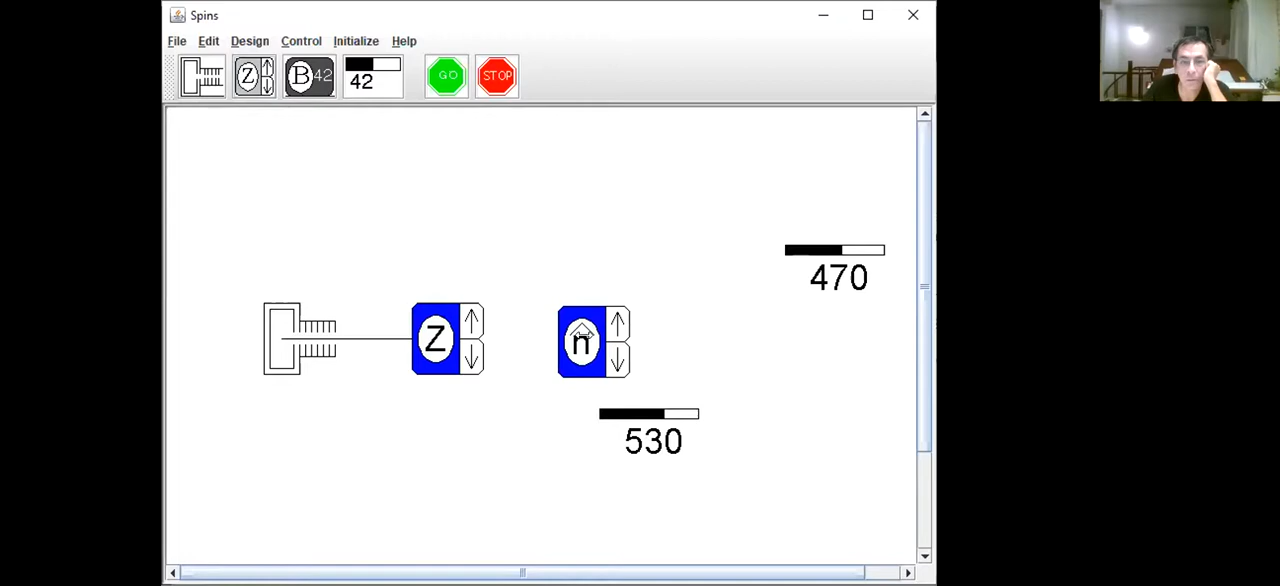 Spins
File Edit Design Control Initialize Help
Z B 42 42 GO STOP
470
Z n̂
530